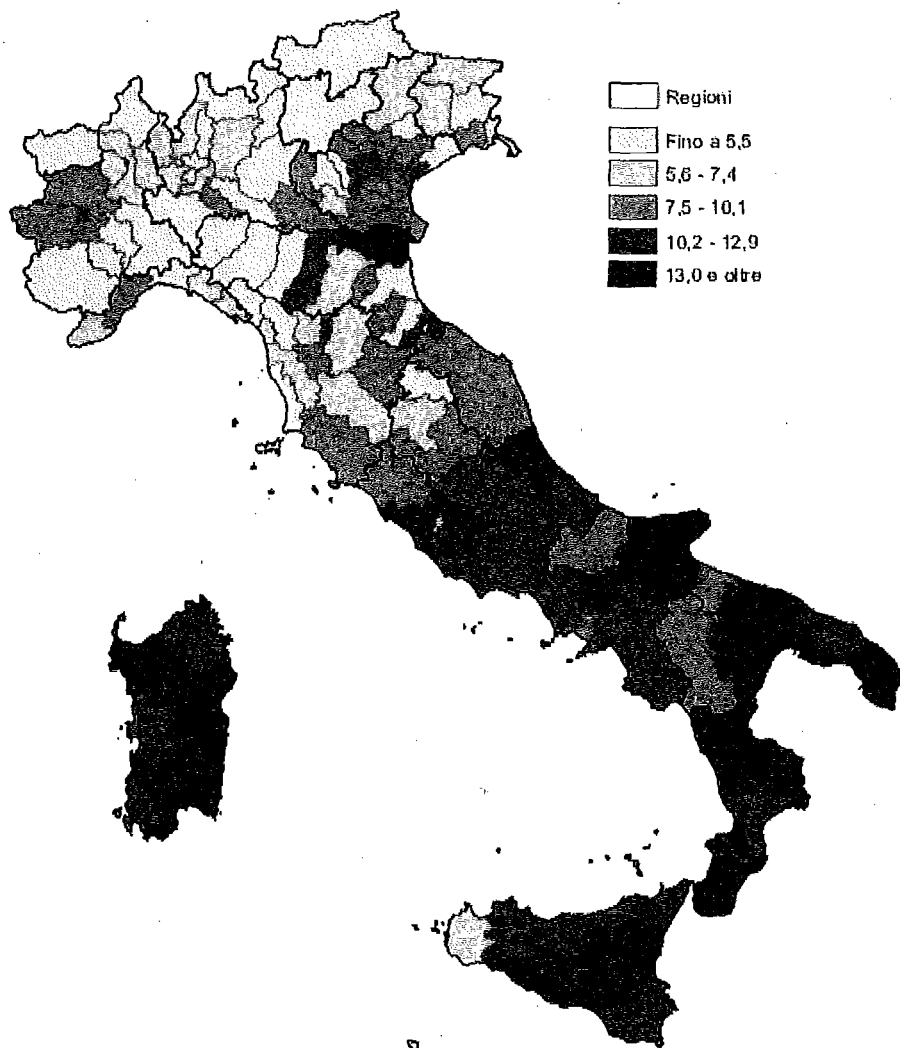 Regioni
Fino a 5,5
5,6 - 7,4
7,5 - 10,1
10,2 - 12,9
13,0 e oltre